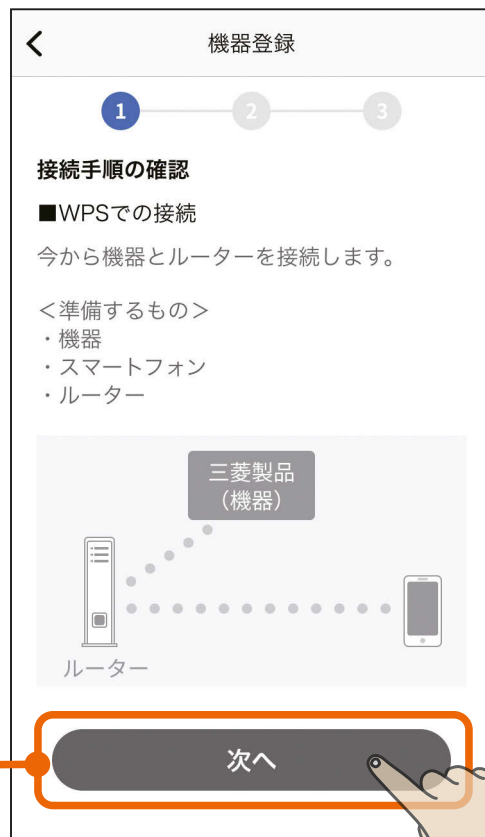 機器登録
1 2 3
接続手順の確認
■WPSでの接続
今から機器とルーターを接続します。
＜準備するもの＞
・機器
・スマートフォン
・ルーター
三菱製品
（機器）
ルーター
次へ